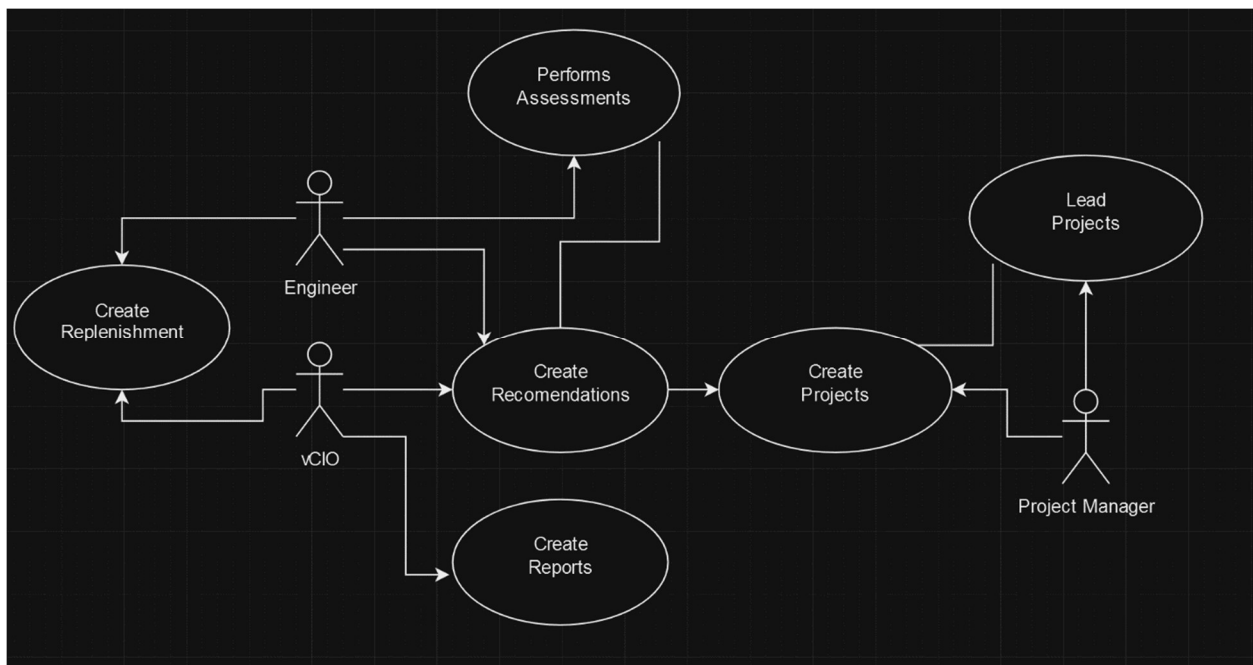 Performs
Assessments
Lead
Projects
Engineer
Create
Replenishment
Create
Recomendations
Create
Projects
vCIO
Project Manager
Create
Reports